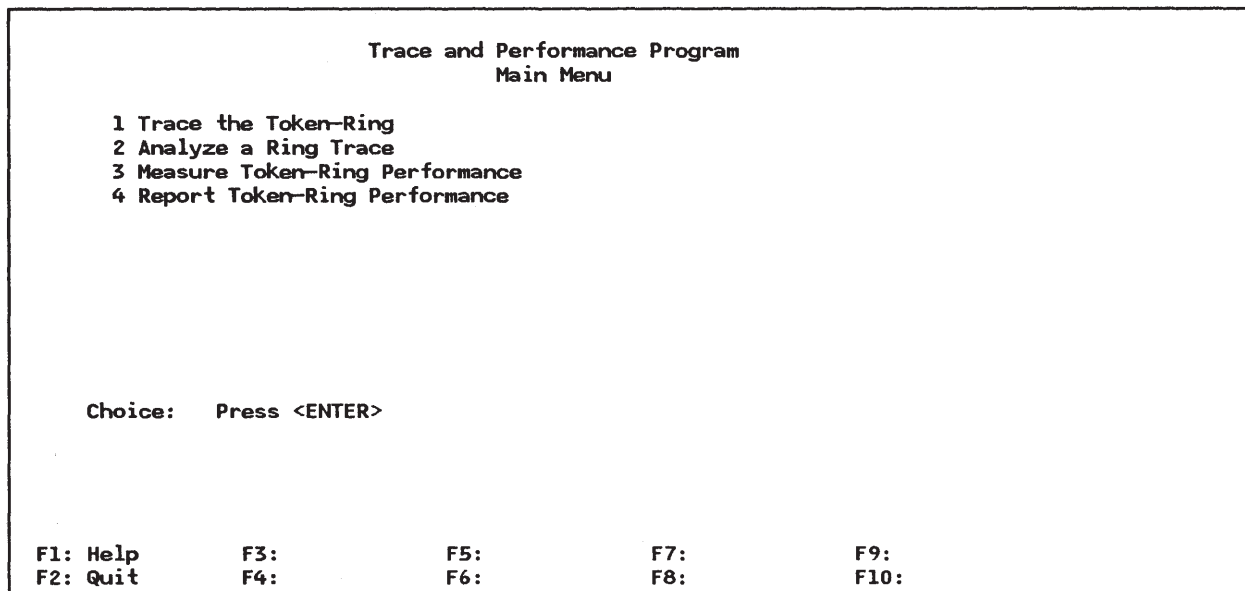 Trace and Performance Program
Main Menu
1 Trace the Token-Ring
2 Analyze a Ring Trace
3 Measure Token-Ring Performance
4 Report Token-Ring Performance
Choice: Press <ENTER>
F1: Help F3: F5: F7: F9:
F2: Quit F4: F6: F8: F10: